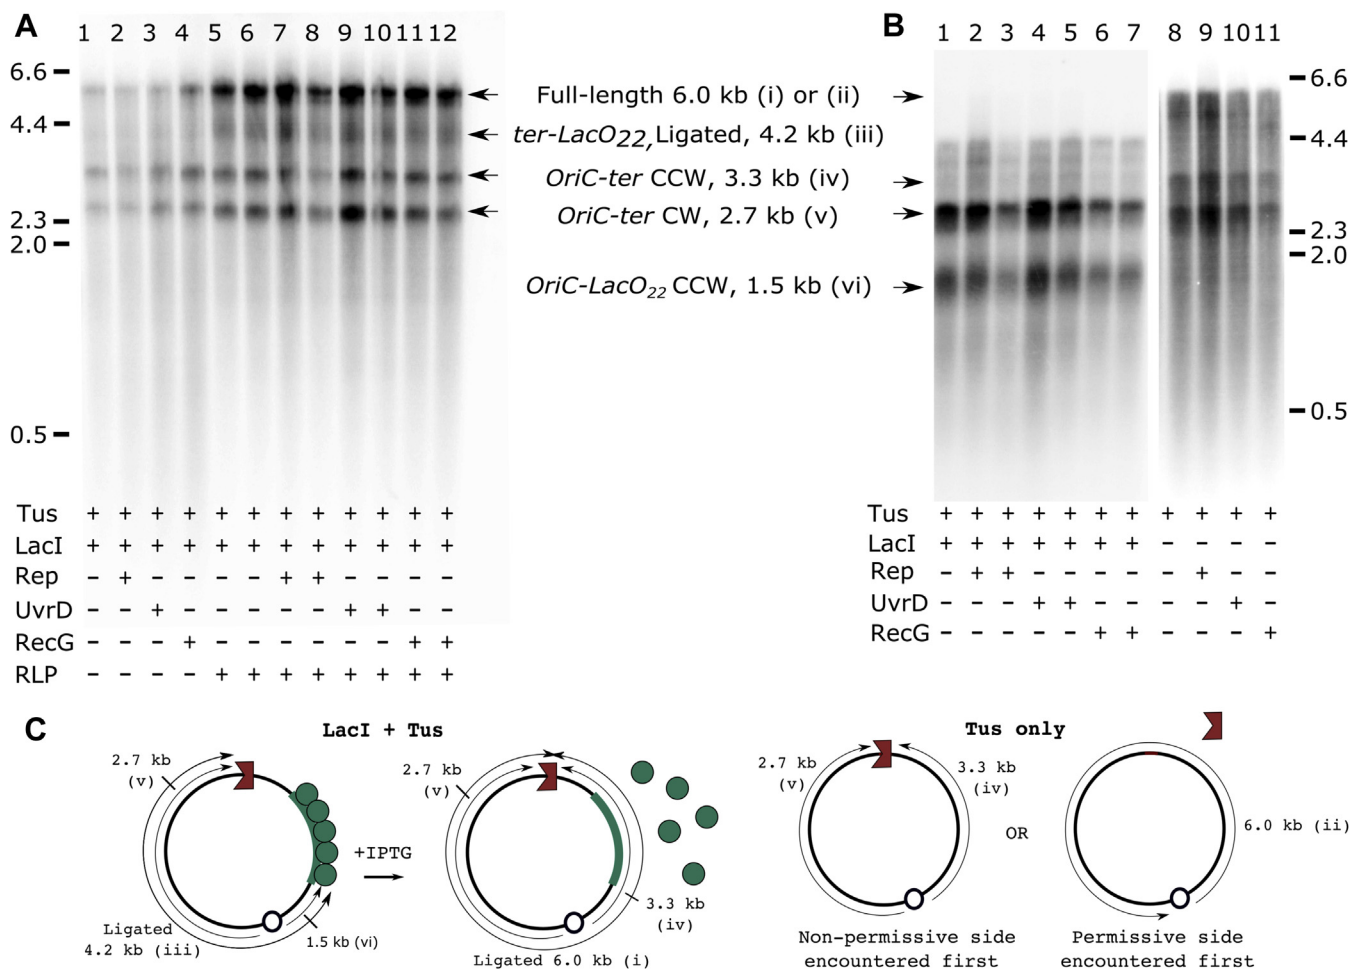 A
1 2 3 4 5 6 7 8 9 10 11 12
6.6
4.4
2.3
2.0
0.5
Full-length 6.0 kb (i) or (ii)
ter-LacO22,Ligated, 4.2 kb (iii)
OriC-ter CCW, 3.3 kb (iv)
OriC-ter CW, 2.7 kb (v)
OriC-LacO22 CCW, 1.5 kb (vi)
Tus + + + + + + + + + + + +
LacI + + + + + + + + + + + +
Rep - + - - - - + + - - - -
UvrD - - + - - - - - + + - -
RecG - - - + - - - - - - + +
RLP - - - - + + + + + + + +
B
1 2 3 4 5 6 7 8 9 10 11
6.6
4.4
2.3
2.0
0.5
Tus + + + + + + + + + + +
LacI + + + + + + + - - - -
Rep - + + - - - - - + - -
UvrD - - - + + - - - - + -
RecG - - - - - + + - - - +
C
LacI + Tus
2.7 kb
(v)
Ligated
4.2 kb (iii)
1.5 kb (vi)
+IPTG
2.7 kb
(v)
3.3 kb
(iv)
Ligated 6.0 kb (i)
Tus only
2.7 kb
(v)
3.3 kb
(iv)
Non-permissive side
encountered first
OR
6.0 kb (ii)
Permissive side
encountered first